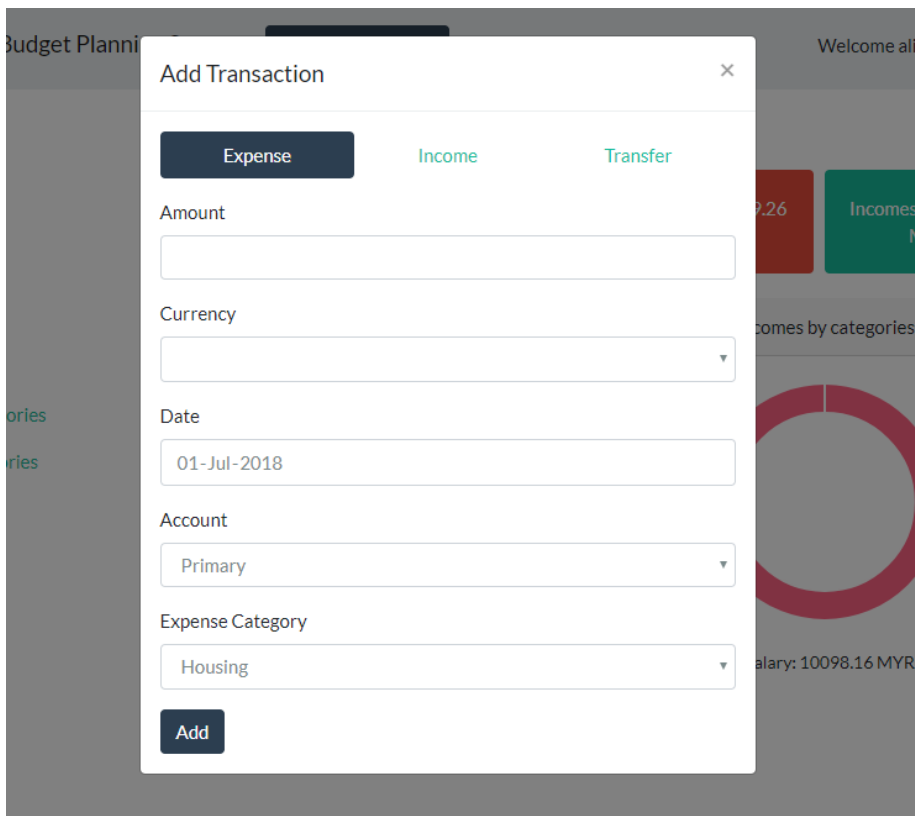 Budget Planni
Welcome ali
Add Transaction
×
Expense
Income
Transfer
Amount
9.26
Incomes
Currency
comes by categories
Date
ories
01-Jul-2018
ries
Account
Primary
Expense Category
Housing
alary: 10098.16 MYR
Add